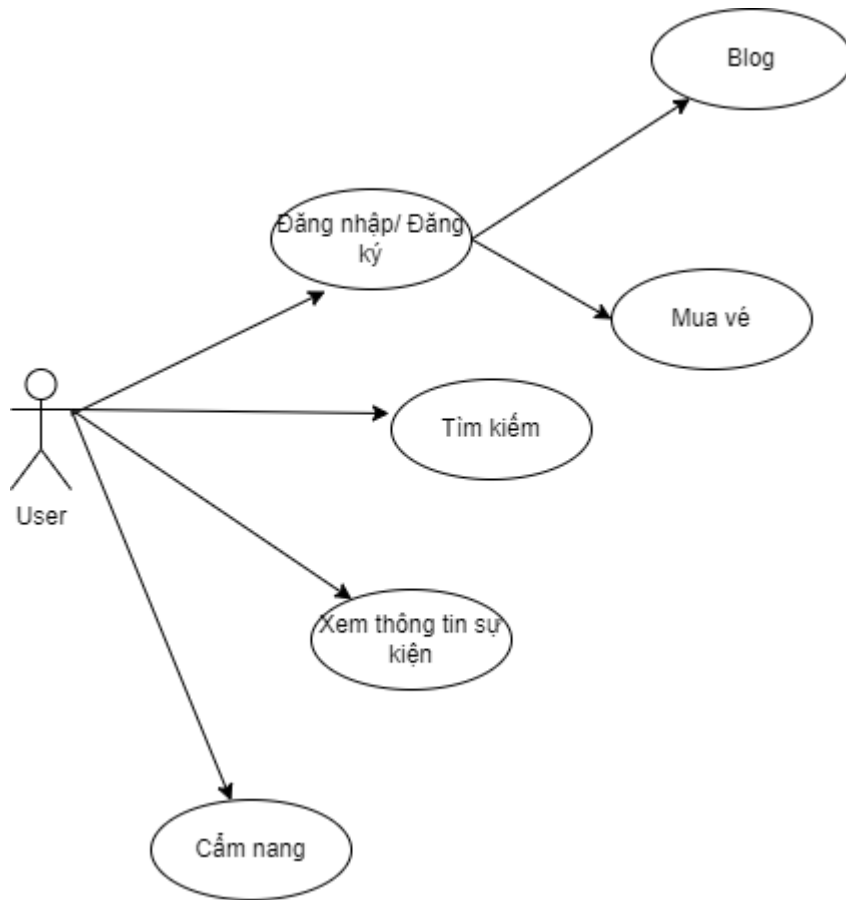 Blog
Đăng nhập/ Đăng
ký
Mua vé
Tìm kiếm
User
Xem thông tin sự
kiện
Cẩm nang